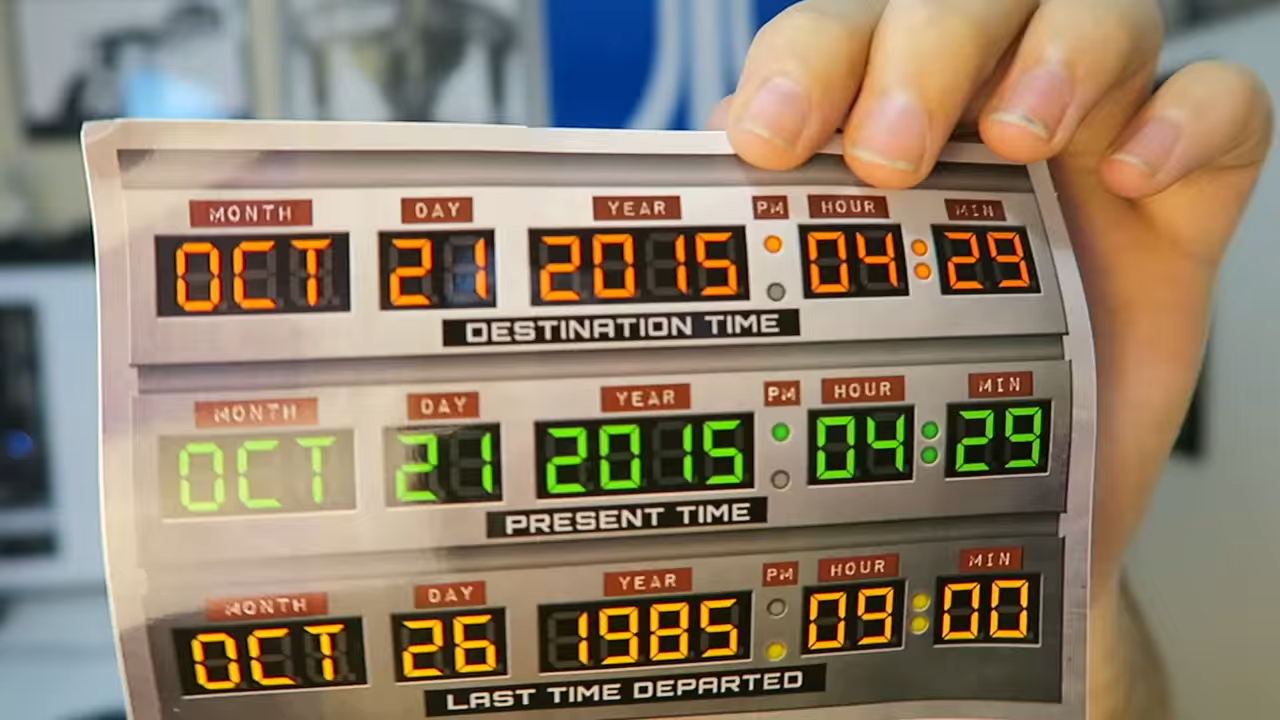 MONTH DAY YEAR PM HOUR MIN
OCT 21 2015 04:29
DESTINATION TIME
MONTH DAY YEAR PM HOUR MIN
OCT 21 2015 04:29
PRESENT TIME
MONTH DAY YEAR PM HOUR MIN
OCT 26 1985 09:00
LAST TIME DEPARTED